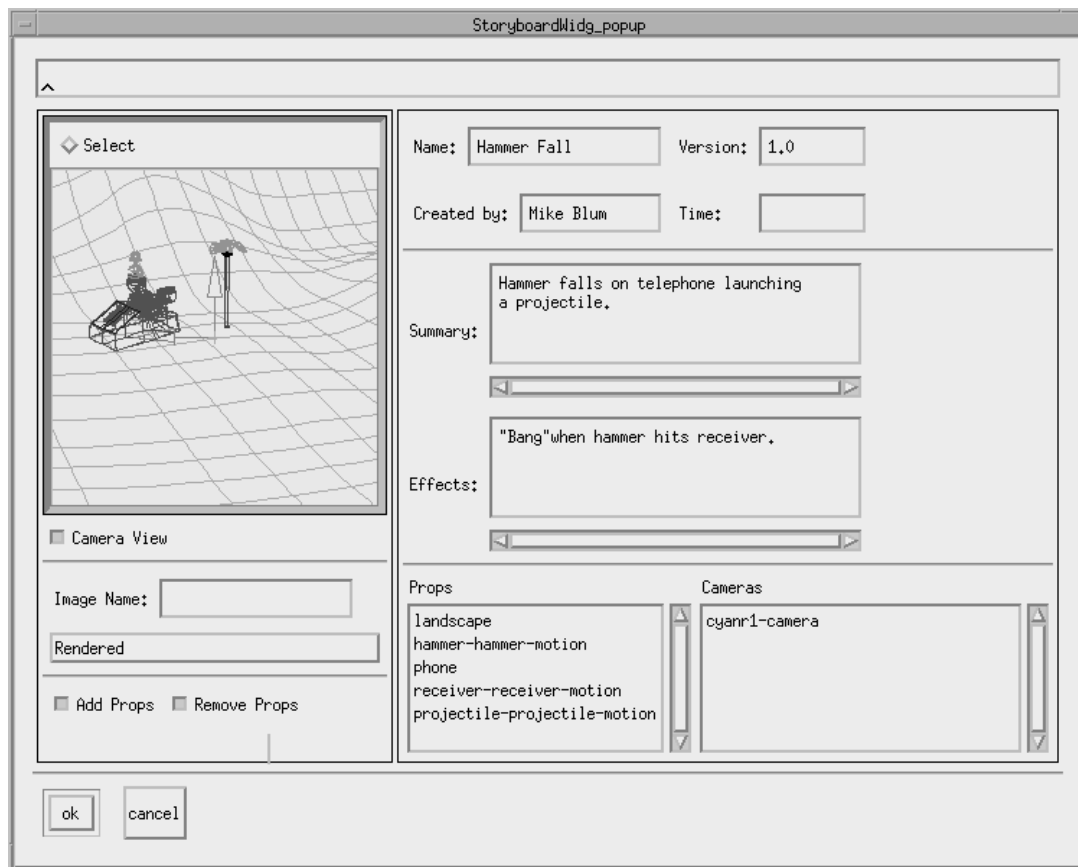 StoryboardWidg_popup
^
Select
Name: Hammer Fall Version: 1.0
Created by: Mike Blum Time:
Hammer falls on telephone launching
a projectile.
Summary:
"Bang"when hammer hits receiver.
Effects:
Camera View
Image Name:
Rendered
Add Props Remove Props
Props Cameras
landscape cyanr1-camera
hammer-hammer-motion
phone
receiver-receiver-motion
projectile-projectile-motion
ok cancel